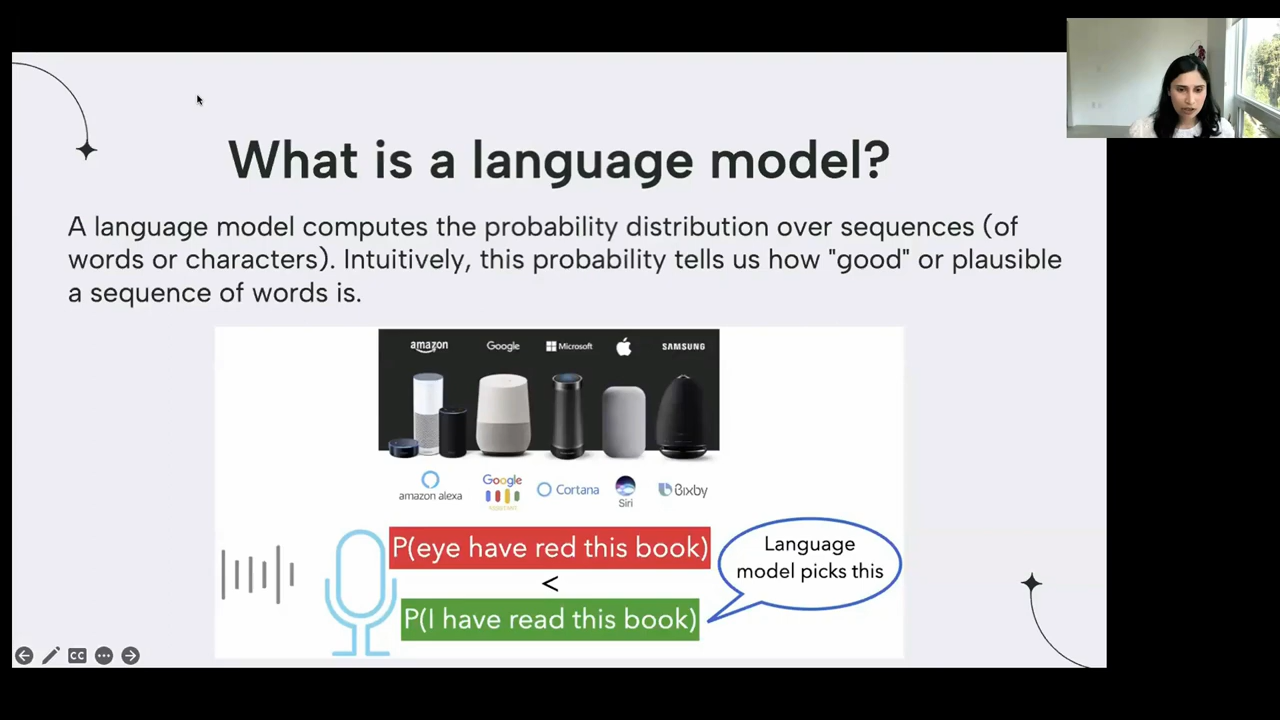 What is a language model?
A language model computes the probability distribution over sequences (of
words or characters). Intuitively, this probability tells us how "good" or plausible
a sequence of words is.
amazon Google Microsoft SAMSUNG
amazon alexa Google Cortana Siri Bixby
P(eye have red this book)
<
P(I have read this book)
Language
model picks this
CC